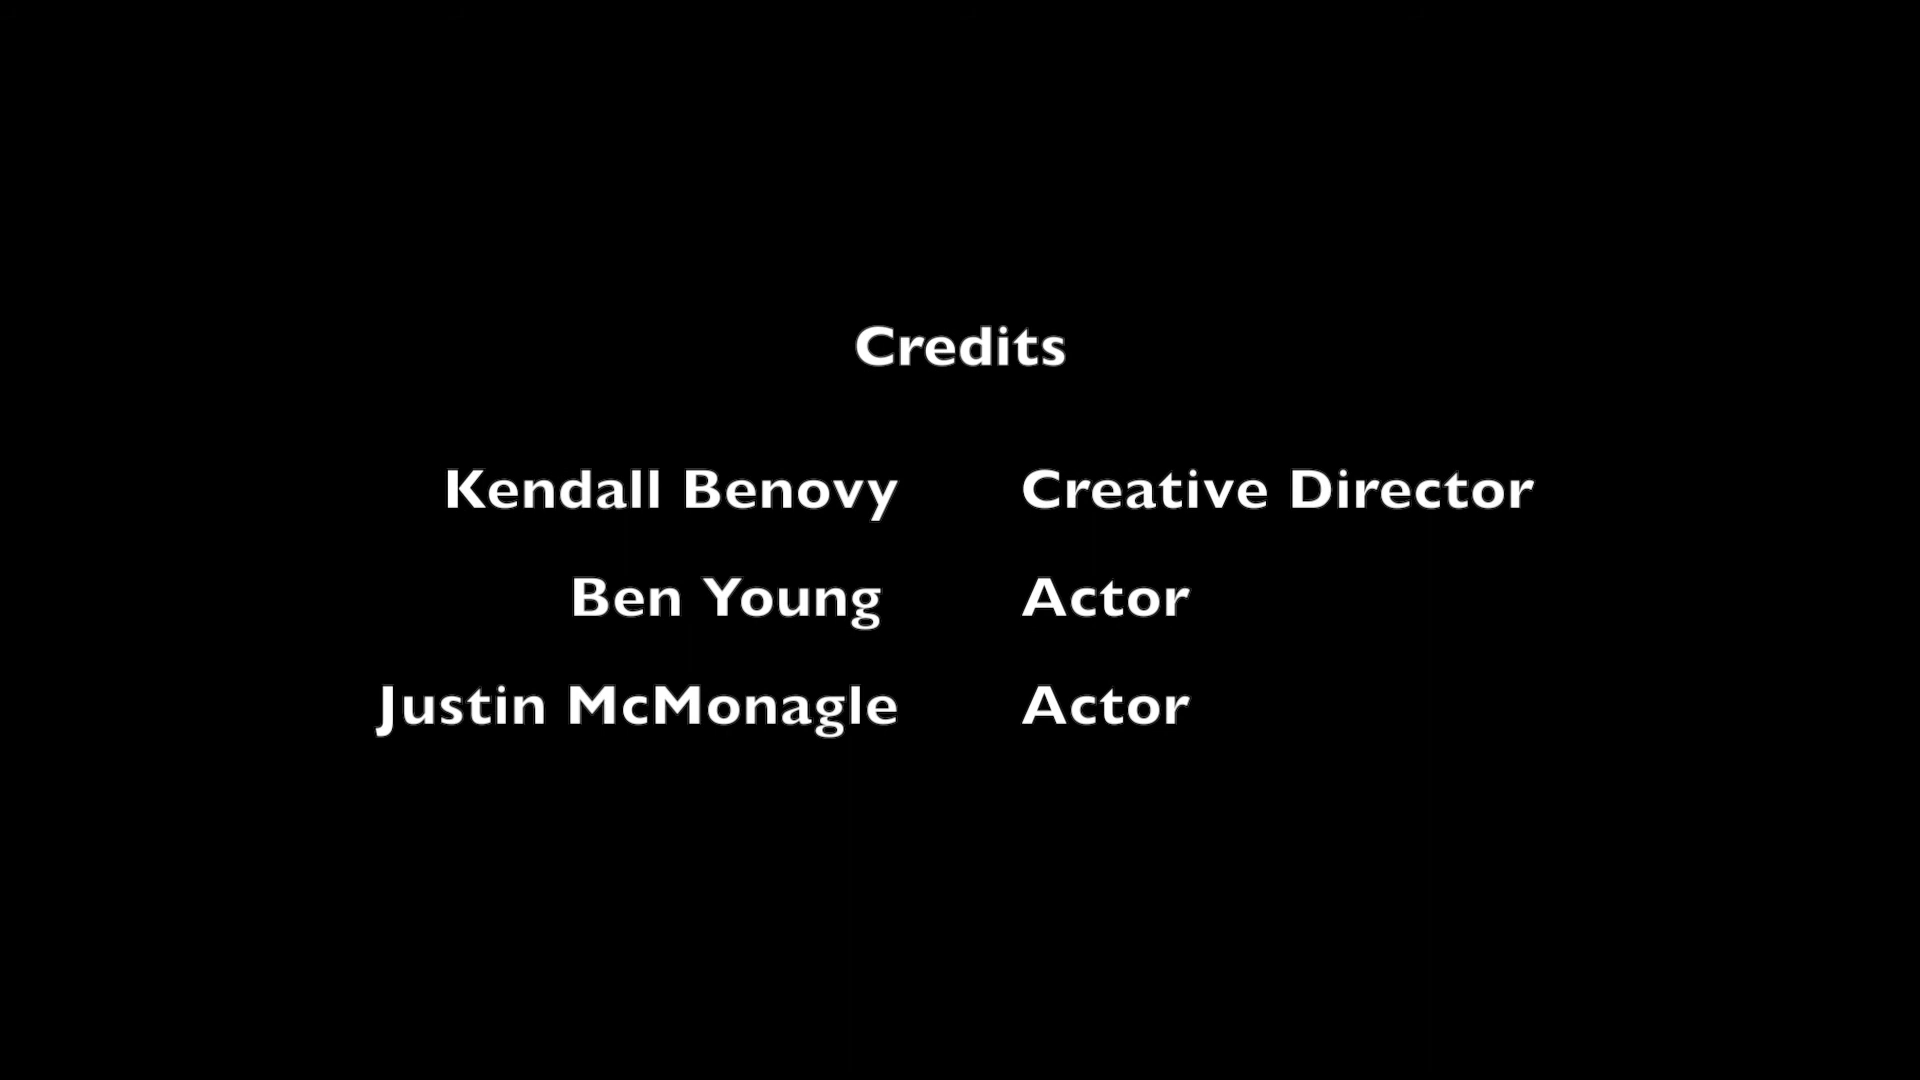 Credits
Kendall Benovy Creative Director
Ben Young Actor
Justin McMonagle Actor